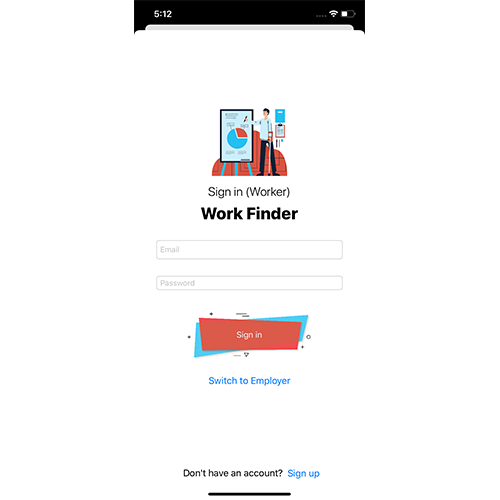 5:12
Sign in (Worker)
Work Finder
Email
Password
Sign in
Switch to Employer
Don't have an account? Sign up